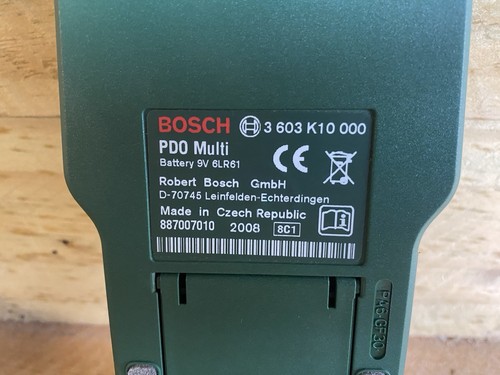 BOSCH 3 603 K10 000
PDO Multi
Battery 9V 6LR61
CE
Robert Bosch GmbH
D-70745 Leinfelden-Echterdingen
Made in Czech Republic
887007010 2008 8C1